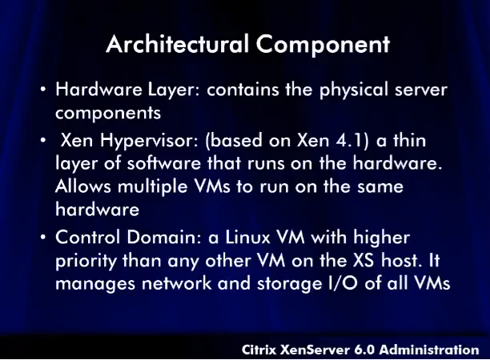 Architectural Component
• Hardware Layer: contains the physical server
components
• Xen Hypervisor: (based on Xen 4.1) a thin
layer of software that runs on the hardware.
Allows multiple VMs to run on the same
hardware
• Control Domain: a Linux VM with higher
priority than any other VM on the XS host. It
manages network and storage I/O of all VMs
Citrix XenServer 6.0 Administration